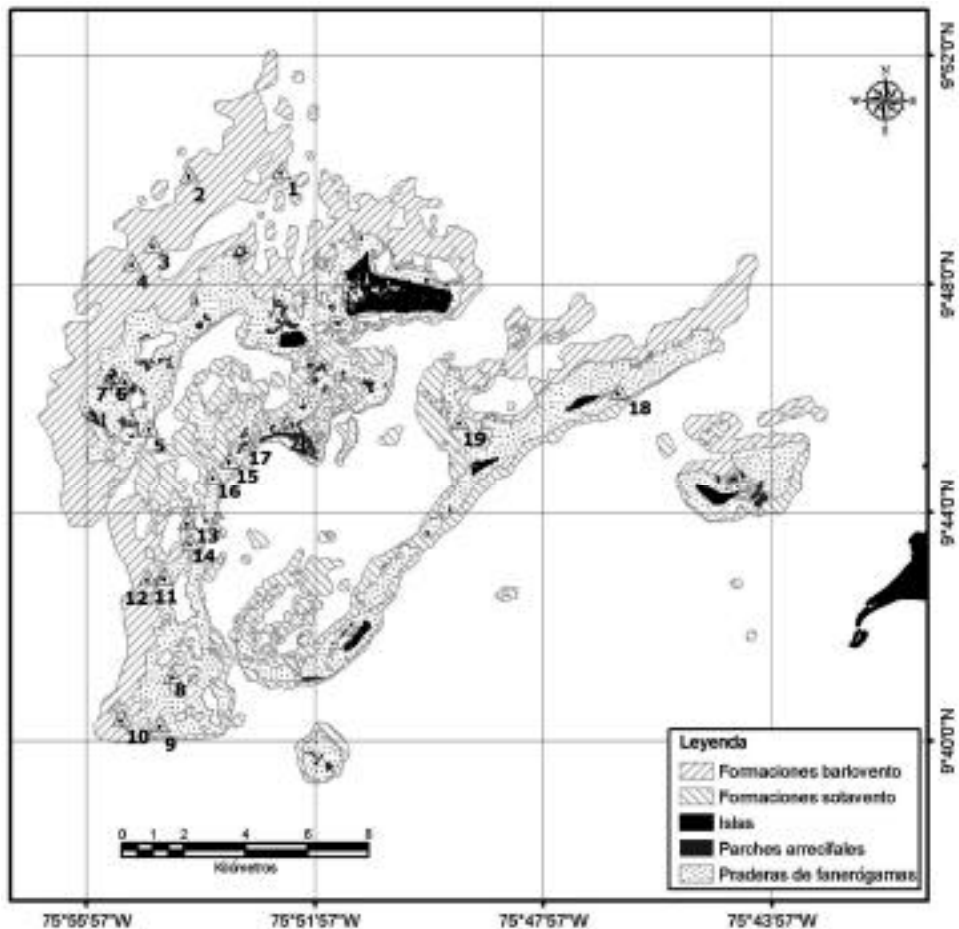 N
W E
S
1
2
3
4
7 6
5
18
19
17
15
16
13
14
12 11
8
10
9
9°52'0"N
9°48'0"N
9°44'0"N
9°40'0"N
Leyenda
Formaciones barlovento
Formaciones sotavento
Islas
Parches arrecifales
Praderas de fanerógamas
0 1 2 4 6 8
Kilómetros
75°55'57"W 75°51'57"W 75°47'57"W 75°43'57"W